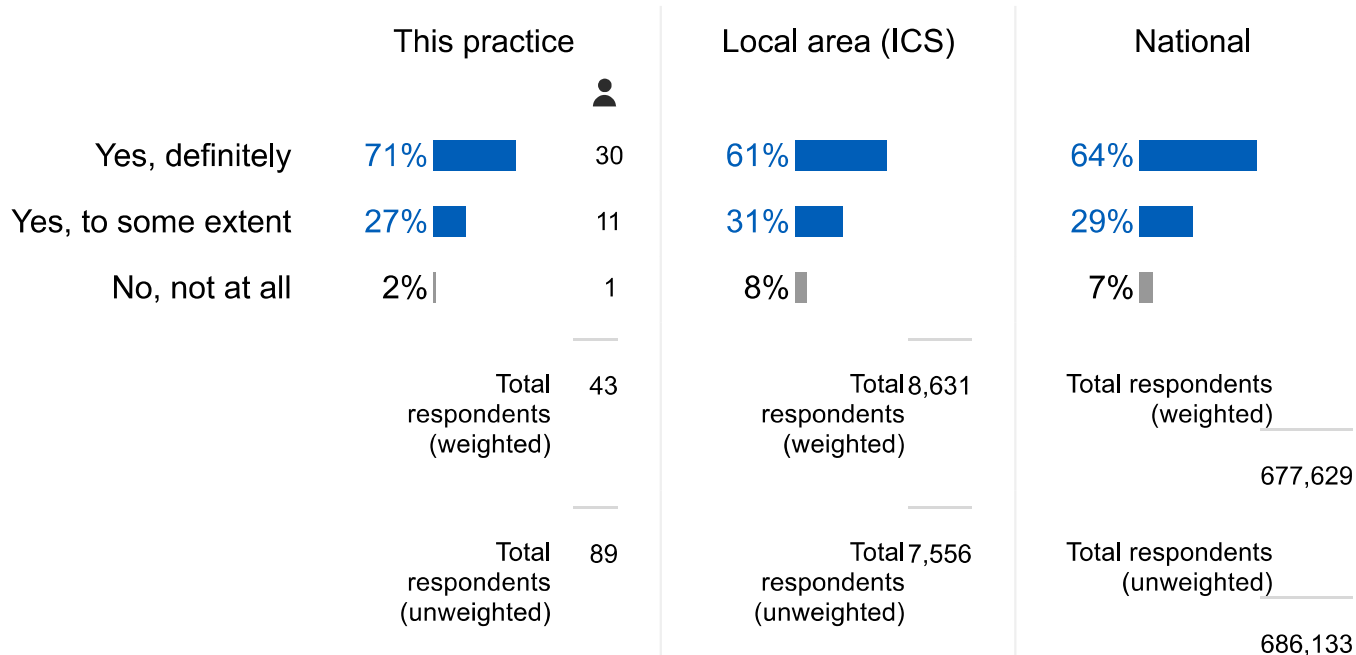 This practice
Local area (ICS)
National
Yes, definitely 71% 30 61% 64%
Yes, to some extent 27% 11 31% 29%
No, not at all 2% 1 8% 7%
Total 43 Total 8,631 Total respondents
respondents respondents (weighted)
(weighted) (weighted)
677,629
Total 89 Total 7,556 Total respondents
respondents respondents (unweighted)
(unweighted) (unweighted)
686,133